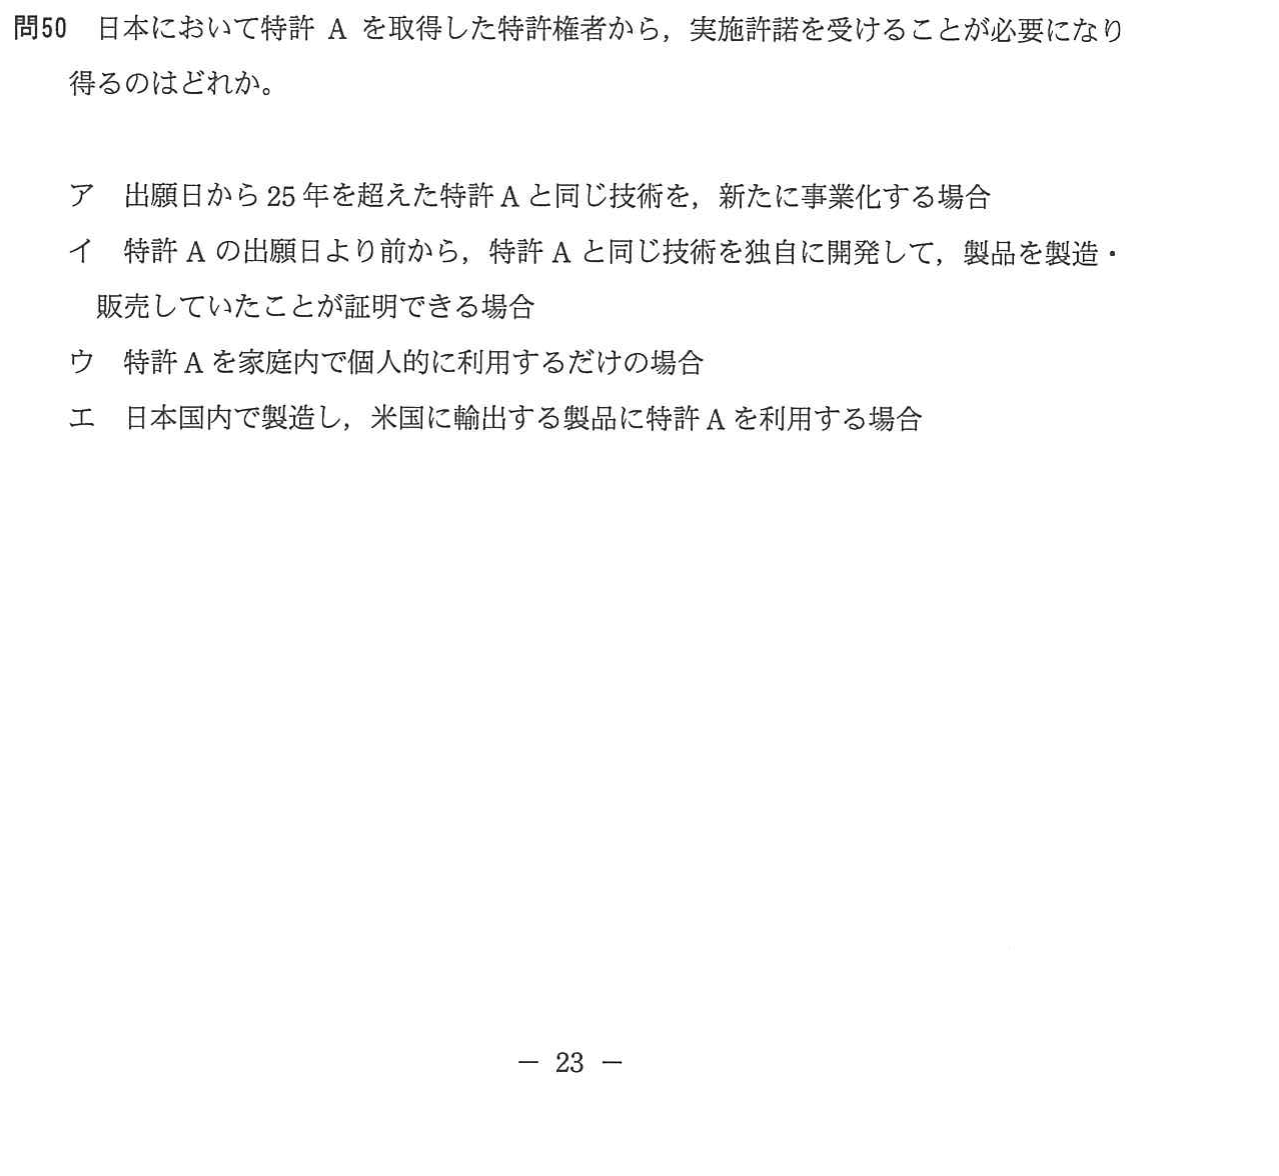 問50 日本において特許 A を取得した特許権者から，実施許諾を受けることが必要になり
得るのはどれか。
ア 出願日から 25 年を超えた特許 A と同じ技術を，新たに事業化する場合
イ 特許 A の出願日より前から，特許 A と同じ技術を独自に開発して，製品を製造・
販売していたことが証明できる場合
ウ 特許 A を家庭内で個人的に利用するだけの場合
エ 日本国内で製造し，米国に輸出する製品に特許 A を利用する場合
－ 23 －